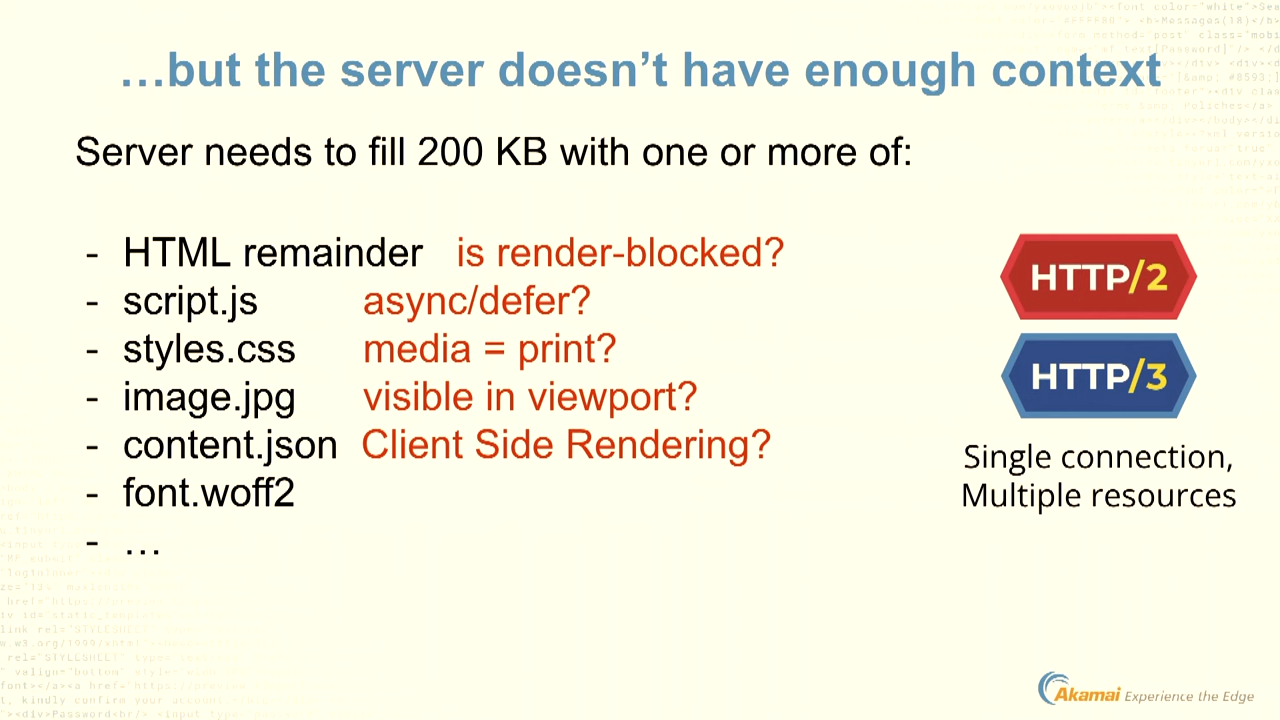 …but the server doesn’t have enough context
Server needs to fill 200 KB with one or more of:
- HTML remainder is render-blocked?
- script.js async/defer?
- styles.css media = print?
- image.jpg visible in viewport?
- content.json Client Side Rendering?
- font.woff2
- …
HTTP/2
HTTP/3
Single connection,
Multiple resources
Akamai Experience the Edge